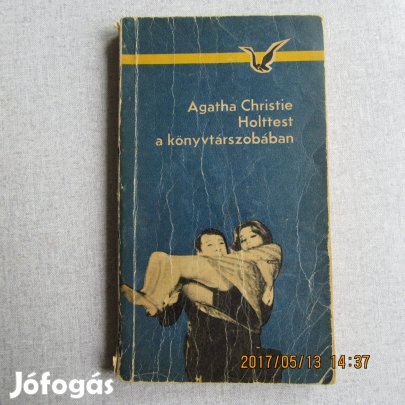 Agatha Christie
Holttest
a könyvtárszobában
2017/05/13 14:37
Jófogás